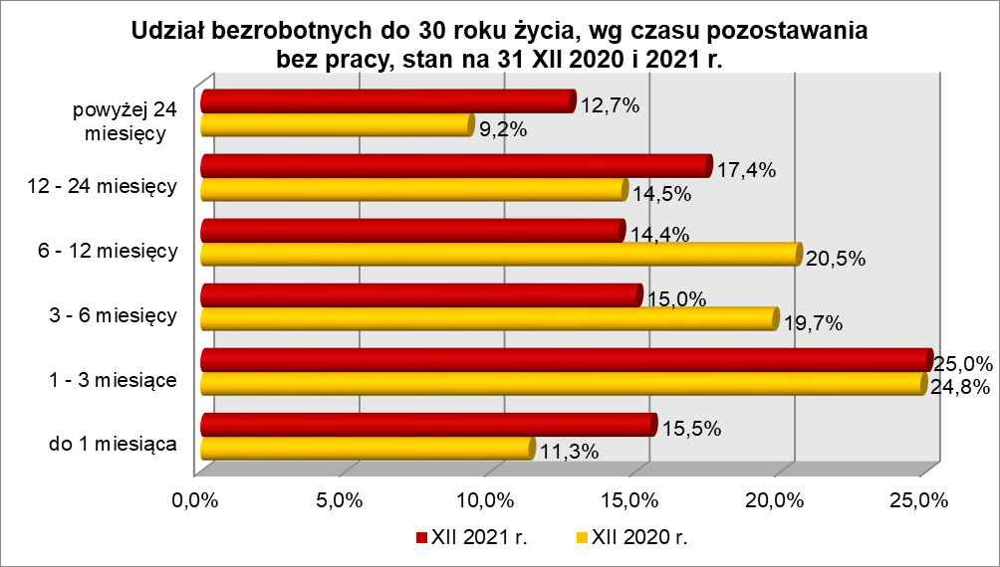 Udział bezrobotnych do 30 roku życia, wg czasu pozostawania
bez pracy, stan na 31 XII 2020 i 2021 r.
powyżej 24
miesięcy
12,7%
9,2%
12 - 24 miesięcy
17,4%
14,5%
6 - 12 miesięcy
14,4%
20,5%
3 - 6 miesięcy
15,0%
19,7%
1 - 3 miesiące
25,0%
24,8%
do 1 miesiąca
15,5%
11,3%
0,0% 5,0% 10,0% 15,0% 20,0% 25,0%
XII 2021 r. XII 2020 r.